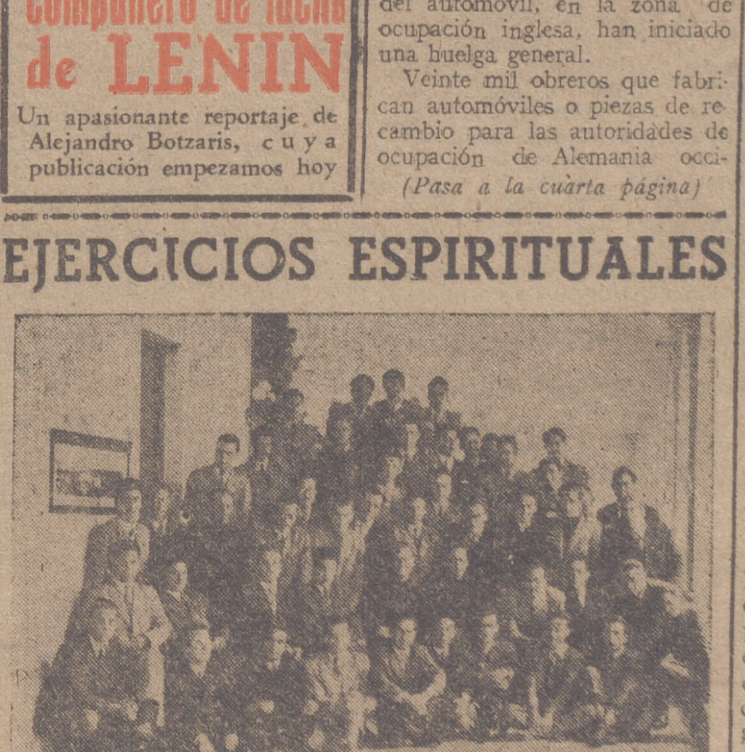 compañero de lucha
de LENIN
Un apasionante reportaje de
Alejandro Botzaris, cuya
publicación empezamos hoy
del automóvil, en la zona de
ocupación inglesa, han iniciado
una huelga general.
Veinte mil obreros que fabri-
can automóviles o piezas de re-
cambio para las autoridades de
ocupación de Alemania occi-
(Pasa a la cuarta página)
EJERCICIOS ESPIRITUALES